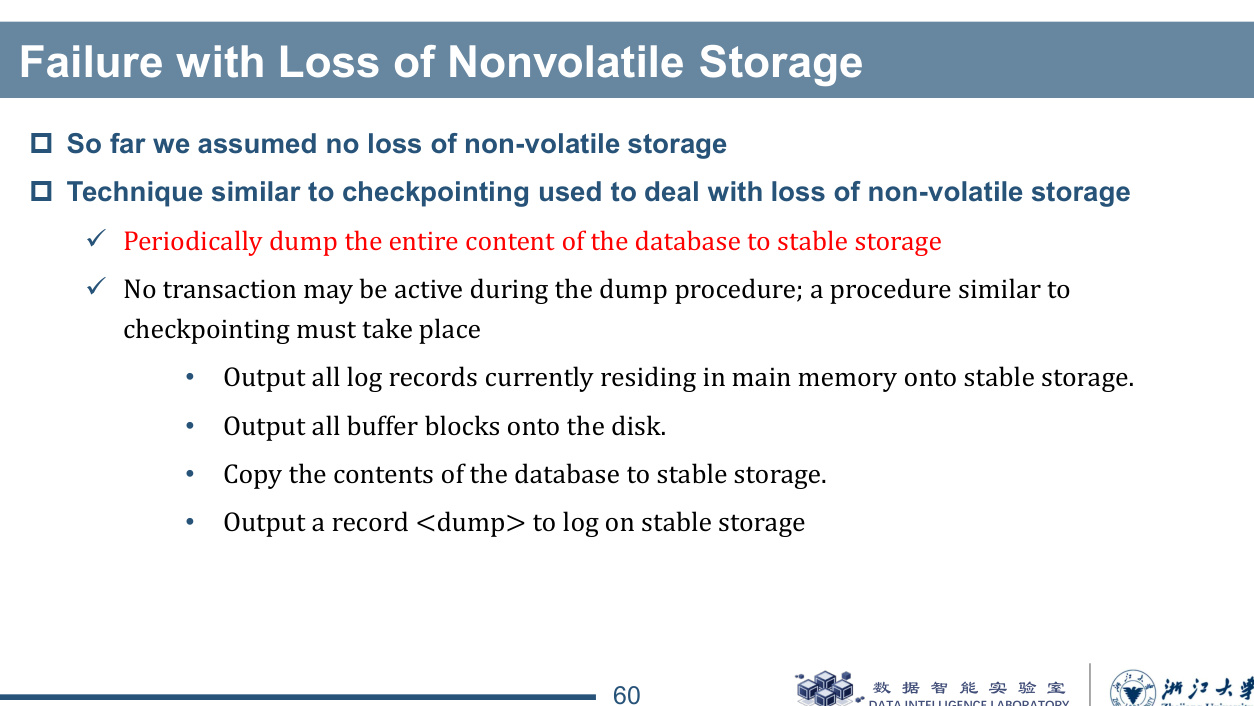 Failure with Loss of Nonvolatile Storage
So far we assumed no loss of non-volatile storage
Technique similar to checkpointing used to deal with loss of non-volatile storage
Periodically dump the entire content of the database to stable storage
No transaction may be active during the dump procedure; a procedure similar to
checkpointing must take place
Output all log records currently residing in main memory onto stable storage.
Output all buffer blocks onto the disk.
Copy the contents of the database to stable storage.
Output a record <dump> to log on stable storage
60
数据智能实验室
DATA INTELLIGENCE LABORATORY
浙江大学